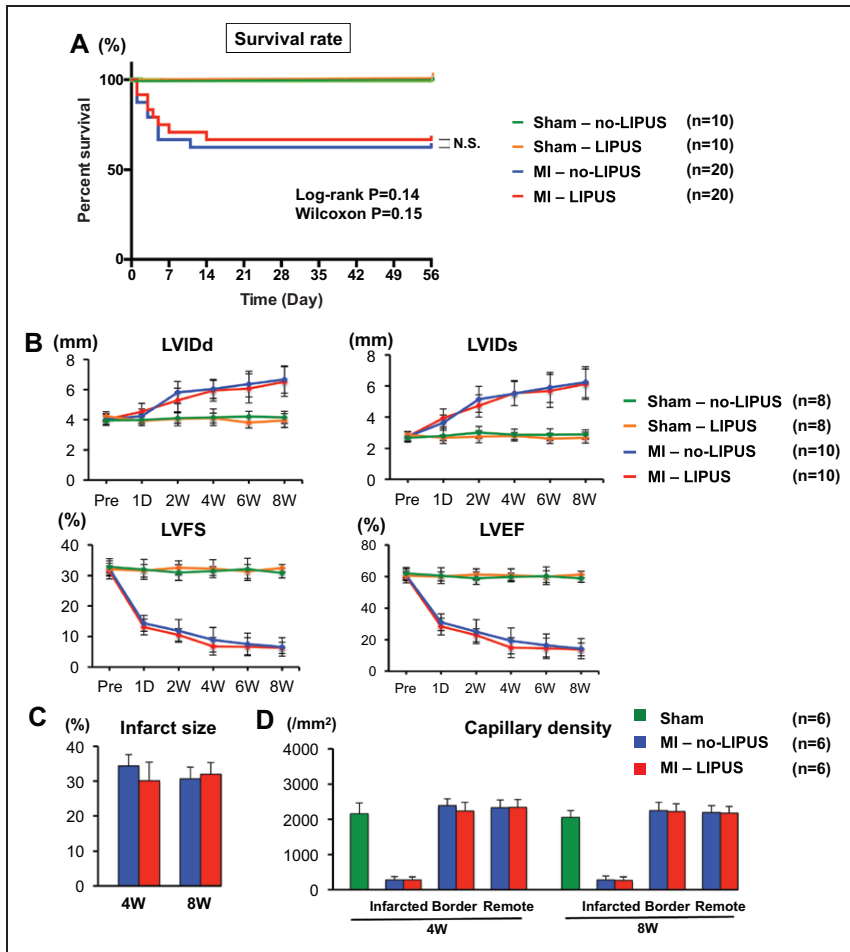 A (%) Survival rate
100
50
0
Percent survival
0 7 14 21 28 35 42 49 56
Time (Day)
N.S.
Log-rank P=0.14
Wilcoxon P=0.15
Sham – no-LIPUS (n=10)
Sham – LIPUS (n=10)
MI – no-LIPUS (n=20)
MI – LIPUS (n=20)
B (mm) LVIDd
8
6
4
2
0
Pre 1D 2W 4W 6W 8W
(mm) LVIDs
8
6
4
2
0
Pre 1D 2W 4W 6W 8W
Sham – no-LIPUS (n=8)
Sham – LIPUS (n=8)
MI – no-LIPUS (n=10)
MI – LIPUS (n=10)
(%) LVFS
40
30
20
10
0
Pre 1D 2W 4W 6W 8W
(%) LVEF
80
60
40
20
0
Pre 1D 2W 4W 6W 8W
C (%) Infarct size
40
30
20
10
0
4W 8W
D (/mm²) Capillary density
Sham (n=6)
MI – no-LIPUS (n=6)
MI – LIPUS (n=6)
4000
3000
2000
1000
0
Infarcted Border Remote Infarcted Border Remote
4W 8W